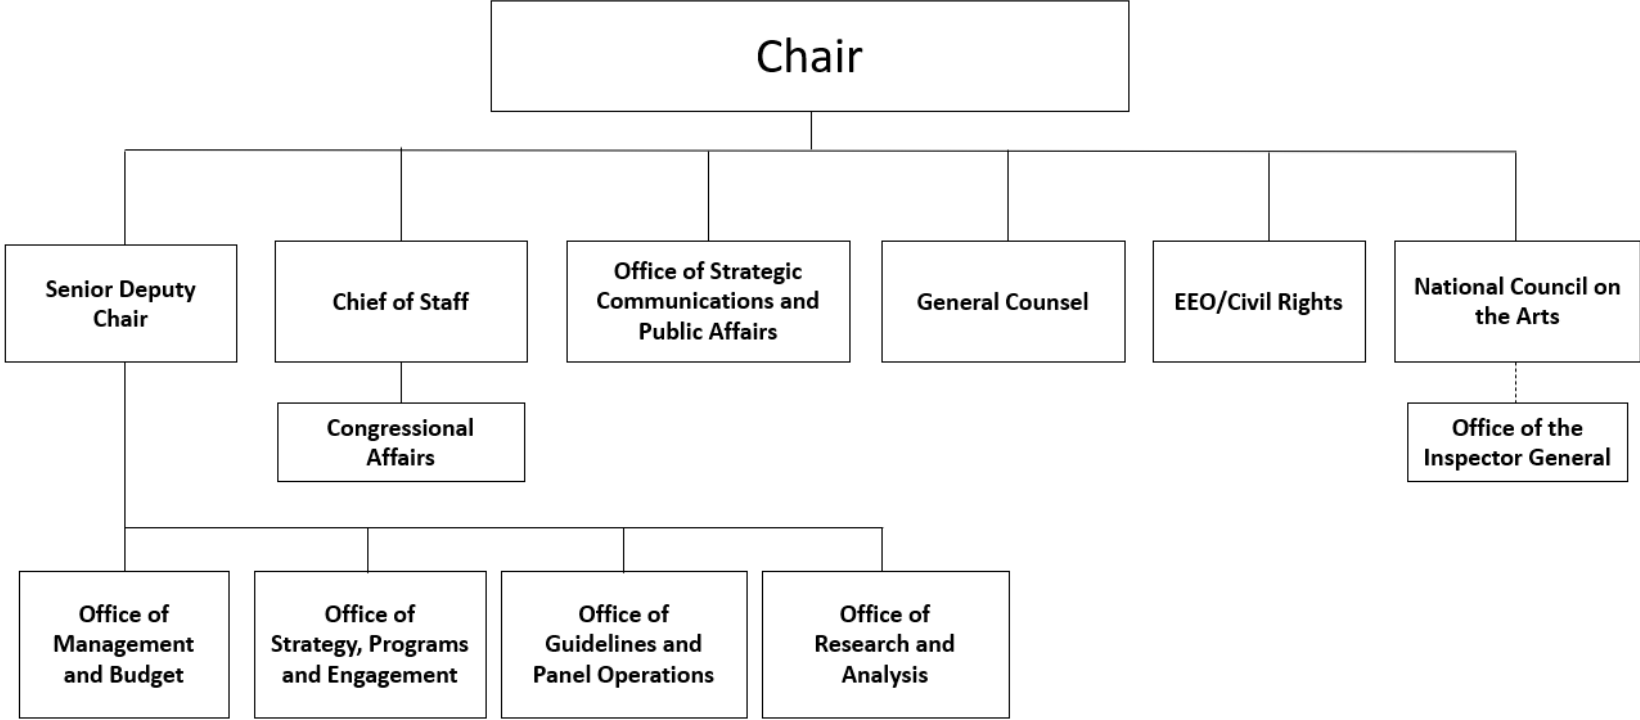 Chair
Senior Deputy
Chair
Chief of Staff
Office of Strategic
Communications and
Public Affairs
General Counsel
EEO/Civil Rights
National Council on
the Arts
Congressional
Affairs
Office of the
Inspector General
Office of
Management
and Budget
Office of
Strategy, Programs
and Engagement
Office of
Guidelines and
Panel Operations
Office of
Research and
Analysis